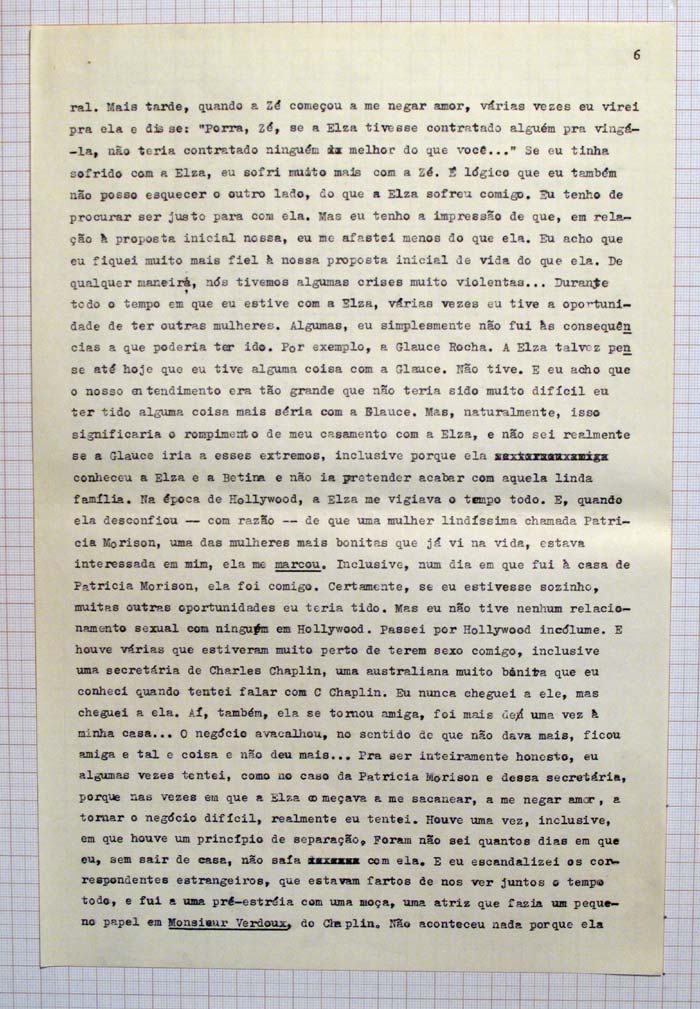 6
ral. Mais tarde, quando a Zé começou a me negar amor, várias vezes eu virei
pra ela e disse: "Porra, Zé, se a Elza tivesse contratado alguém pra vingá-
-la, não teria contratado ninguém melhor do que você..." Se eu tinha
sofrido com a Elza, eu sofri muito mais com a Zé. É lógico que eu também
não posso esquecer o outro lado, do que a Elza sofreu comigo. Eu tenho de
procurar ser justo para com ela. Mas eu tenho a impressão de que, em rela-
ção à proposta inicial nossa, eu me afastei menos do que ela. Eu acho que
eu fiquei muito mais fiel à nossa proposta inicial de vida do que ela. De
qualquer maneira, nós tivemos algumas crises muito violentas... Durante
todo o tempo em que eu estive com a Elza, várias vezes eu tive a oportuni-
dade de ter outras mulheres. Algumas, eu simplesmente não fui às consequên
cias a que poderia ter ido. Por exemplo, a Glauce Rocha. A Elza talvez pen
se até hoje que eu tive alguma coisa com a Glauce. Não tive. E eu acho que
o nosso entendimento era tão grande que não teria sido muito difícil eu
ter tido alguma coisa mais séria com a Glauce. Mas, naturalmente, isso
significaria o rompimento de meu casamento com a Elza, e não sei realmente
se a Glauce iria a esses extremos, inclusive porque ela
conheceu a Elza e a Betina e não ia pretender acabar com aquela linda
família. Na época de Hollywood, a Elza me vigiava o tempo todo. E, quando
ela desconfiou -- com razão -- de que uma mulher lindíssima chamada Patri-
cia Morison, uma das mulheres mais bonitas que já vi na vida, estava
interessada em mim, ela me marcou. Inclusive, num dia em que fui à casa de
Patricia Morison, ela foi comigo. Certamente, se eu estivesse sozinho,
muitas outras oportunidades eu teria tido. Mas eu não tive nenhum relacio-
namento sexual com ninguém em Hollywood. Passei por Hollywood incólume. E
houve várias que estiveram muito perto de terem sexo comigo, inclusive
uma secretária de Charles Chaplin, uma australiana muito bonita que eu
conheci quando tentei falar com C Chaplin. Eu nunca cheguei a ele, mas
cheguei a ela. Aí, também, ela se tornou amiga, foi mais de uma vez à
minha casa... O negócio avacalhou, no sentido de que não dava mais, ficou
amiga e tal e coisa e não deu mais... Pra ser inteiramente honesto, eu
algumas vezes tentei, como no caso da Patricia Morison e dessa secretária,
porque nas vezes em que a Elza começava a me sacanear, a me negar amor, a
tornar o negócio difícil, realmente eu tentei. Houve uma vez, inclusive,
em que houve um princípio de separação. Foram não sei quantos dias em que
eu, sem sair de casa, não saía com ela. E eu escandalizei os cor-
respondentes estrangeiros, que estavam fartos de nos ver juntos o tempo
todo, e fui a uma pré-estréia com uma moça, uma atriz que fazia um peque-
no papel em Monsieur Verdoux, do Chaplin. Não aconteceu nada porque ela